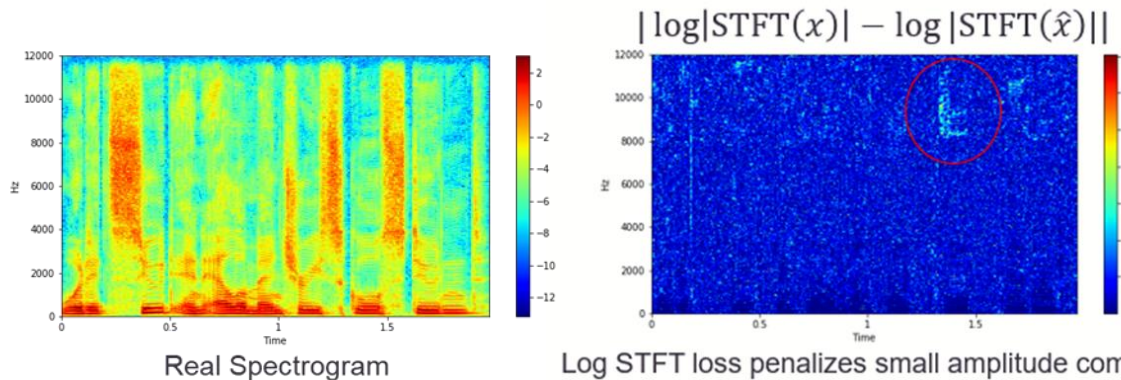 | log|STFT(x)| − log |STFT(x̂)||
12000
10000
8000
6000
4000
2000
0
Hz
0 0.5 1 1.5
Time
2
0
−2
−4
−6
−8
−10
−12
Real Spectrogram
12000
10000
8000
6000
4000
2000
0
Hz
0 0.5 1 1.5
Time
Log STFT loss penalizes small amplitude com